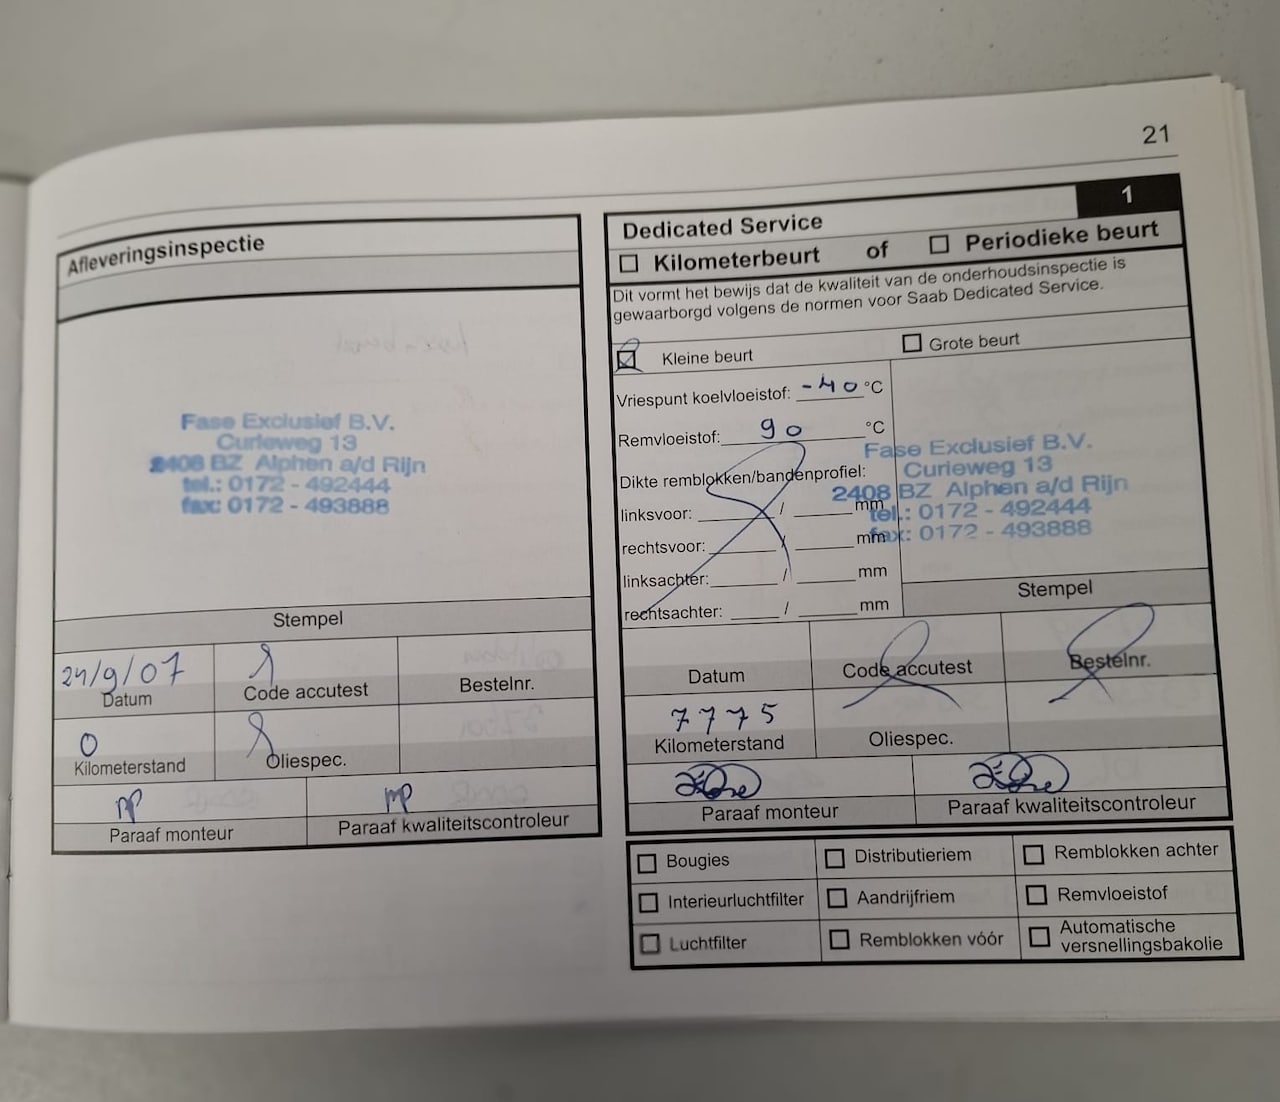 21
Afleveringsinspectie
Fase Exclusief B.V.
Curieweg 13
2408 BZ Alphen a/d Rijn
tel.: 0172 - 492444
fax: 0172 - 493888
Stempel
24/9/07
Datum
Code accutest
Bestelnr.
0
Kilometerstand
Oliespec.
Paraaf monteur
Paraaf kwaliteitscontroleur
1
Dedicated Service
Kilometerbeurt of Periodieke beurt
Dit vormt het bewijs dat de kwaliteit van de onderhoudsinspectie is
gewaarborgd volgens de normen voor Saab Dedicated Service.
Kleine beurt
Grote beurt
Vriespunt koelvloeistof: -40 °C
Remvloeistof: 90 °C
Dikte remblokken/bandenprofiel:
linksvoor: / mm
rechtsvoor: / mm
linksachter: / mm
rechtsachter: / mm
Fase Exclusief B.V.
Curieweg 13
2408 BZ Alphen a/d Rijn
tel.: 0172 - 492444
fax: 0172 - 493888
Stempel
Datum
Code accutest
Bestelnr.
7775
Kilometerstand
Oliespec.
Paraaf monteur
Paraaf kwaliteitscontroleur
Bougies
Distributieriem
Remblokken achter
Interieurluchtfilter
Aandrijfriem
Remvloeistof
Luchtfilter
Remblokken vóór
Automatische
versnellingsbakolie